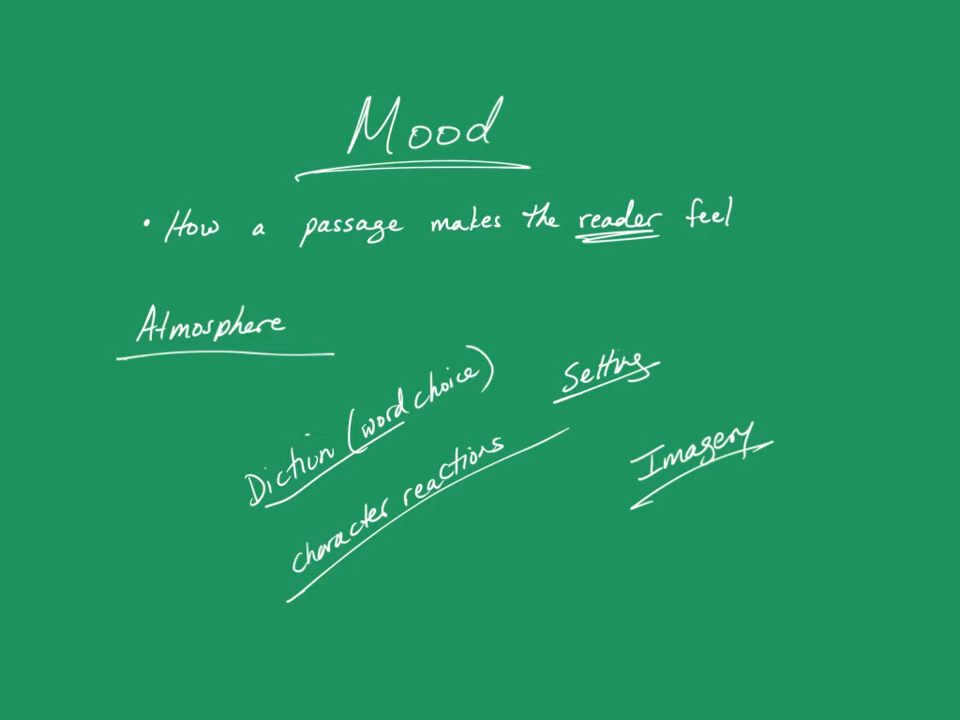 Mood
• How a passage makes the reader feel
Atmosphere
Diction (word choice)
Setting
character reactions
Imagery